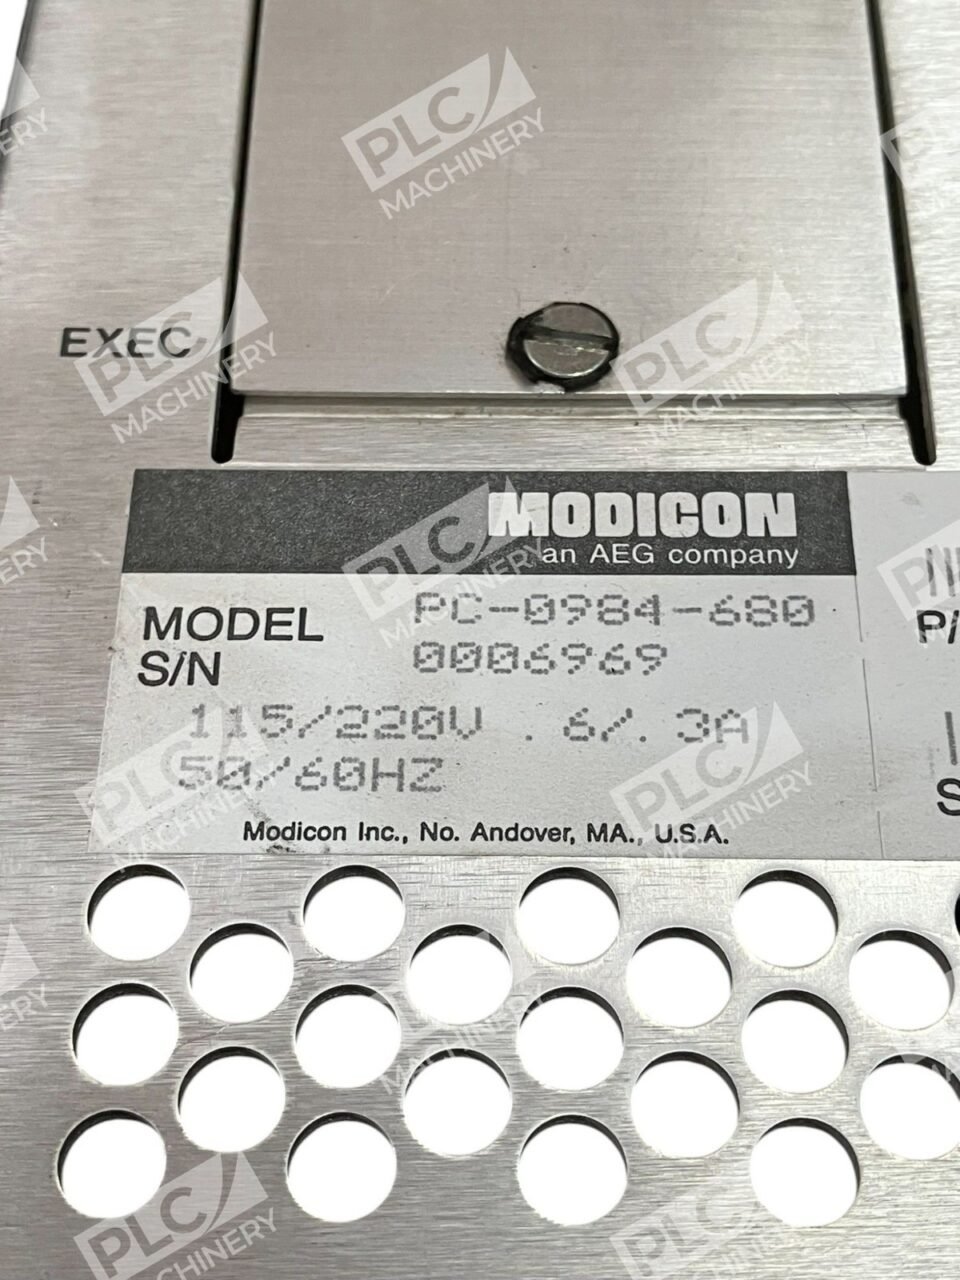 EXEC
MODICON
an AEG company
MODEL PC-0984-680
S/N 0006969
115/220V .6/.3A
50/60HZ
Modicon Inc., No. Andover, MA., U.S.A.
P/
S
PLC MACHINERY